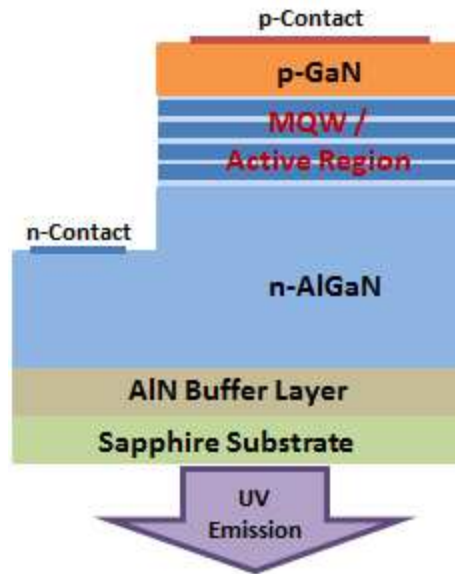 p-Contact
p-GaN
MQW /
Active Region
n-Contact
n-AlGaN
AlN Buffer Layer
Sapphire Substrate
UV
Emission